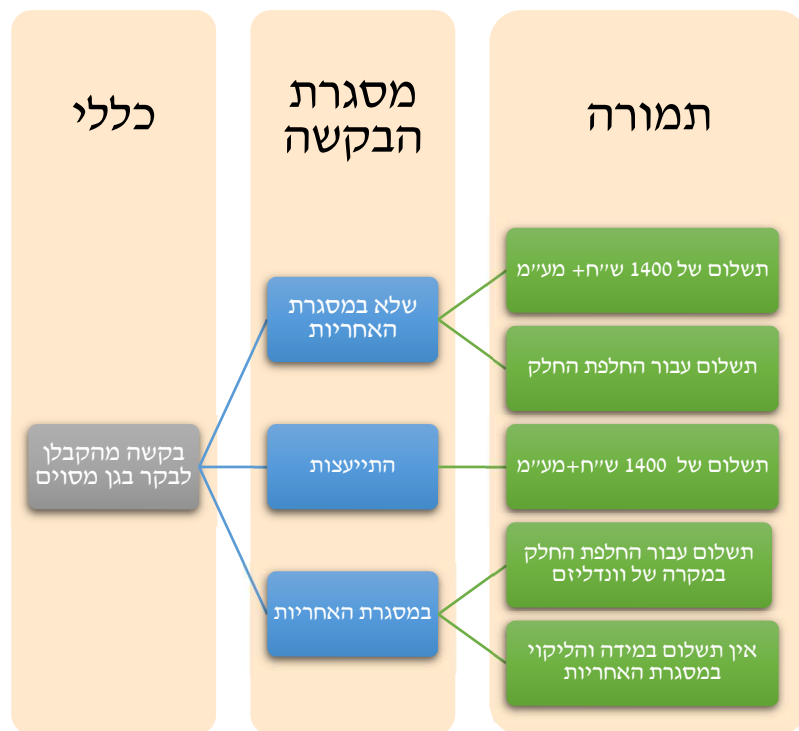 כללי
מסגרת
הבקשה
תמורה
בקשה מהקבלן
לבקר בגן מסוים
שלא במסגרת
האחריות
התייעצות
במסגרת האחריות
תשלום של 1400 ש"ח+ מע"מ
תשלום עבור החלפת החלק
תשלום של 1400 ש"ח+מע"מ
תשלום עבור החלפת החלק
במקרה של וונדליזם
אין תשלום במידה והליקוי
במסגרת האחריות